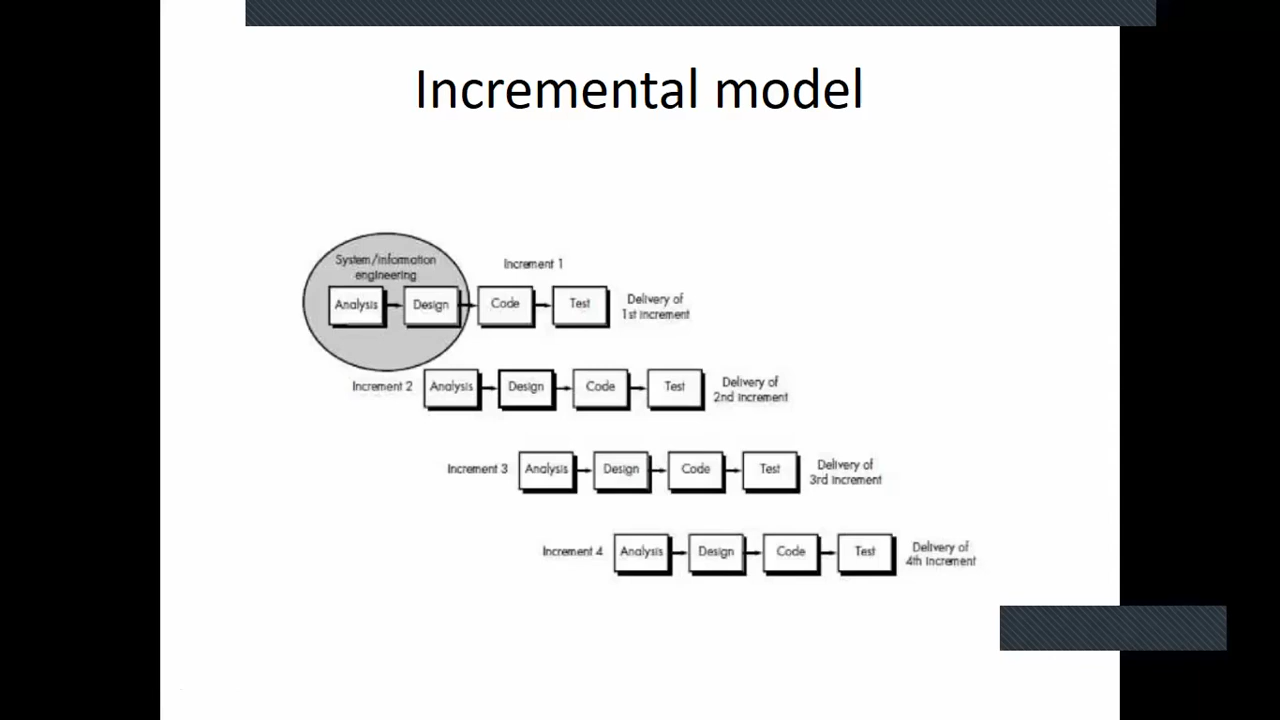 Incremental model
System/information
engineering
Increment 1
Analysis
Design
Code
Test
Delivery of
1st increment
Increment 2
Analysis
Design
Code
Test
Delivery of
2nd increment
Increment 3
Analysis
Design
Code
Test
Delivery of
3rd increment
Increment 4
Analysis
Design
Code
Test
Delivery of
4th increment